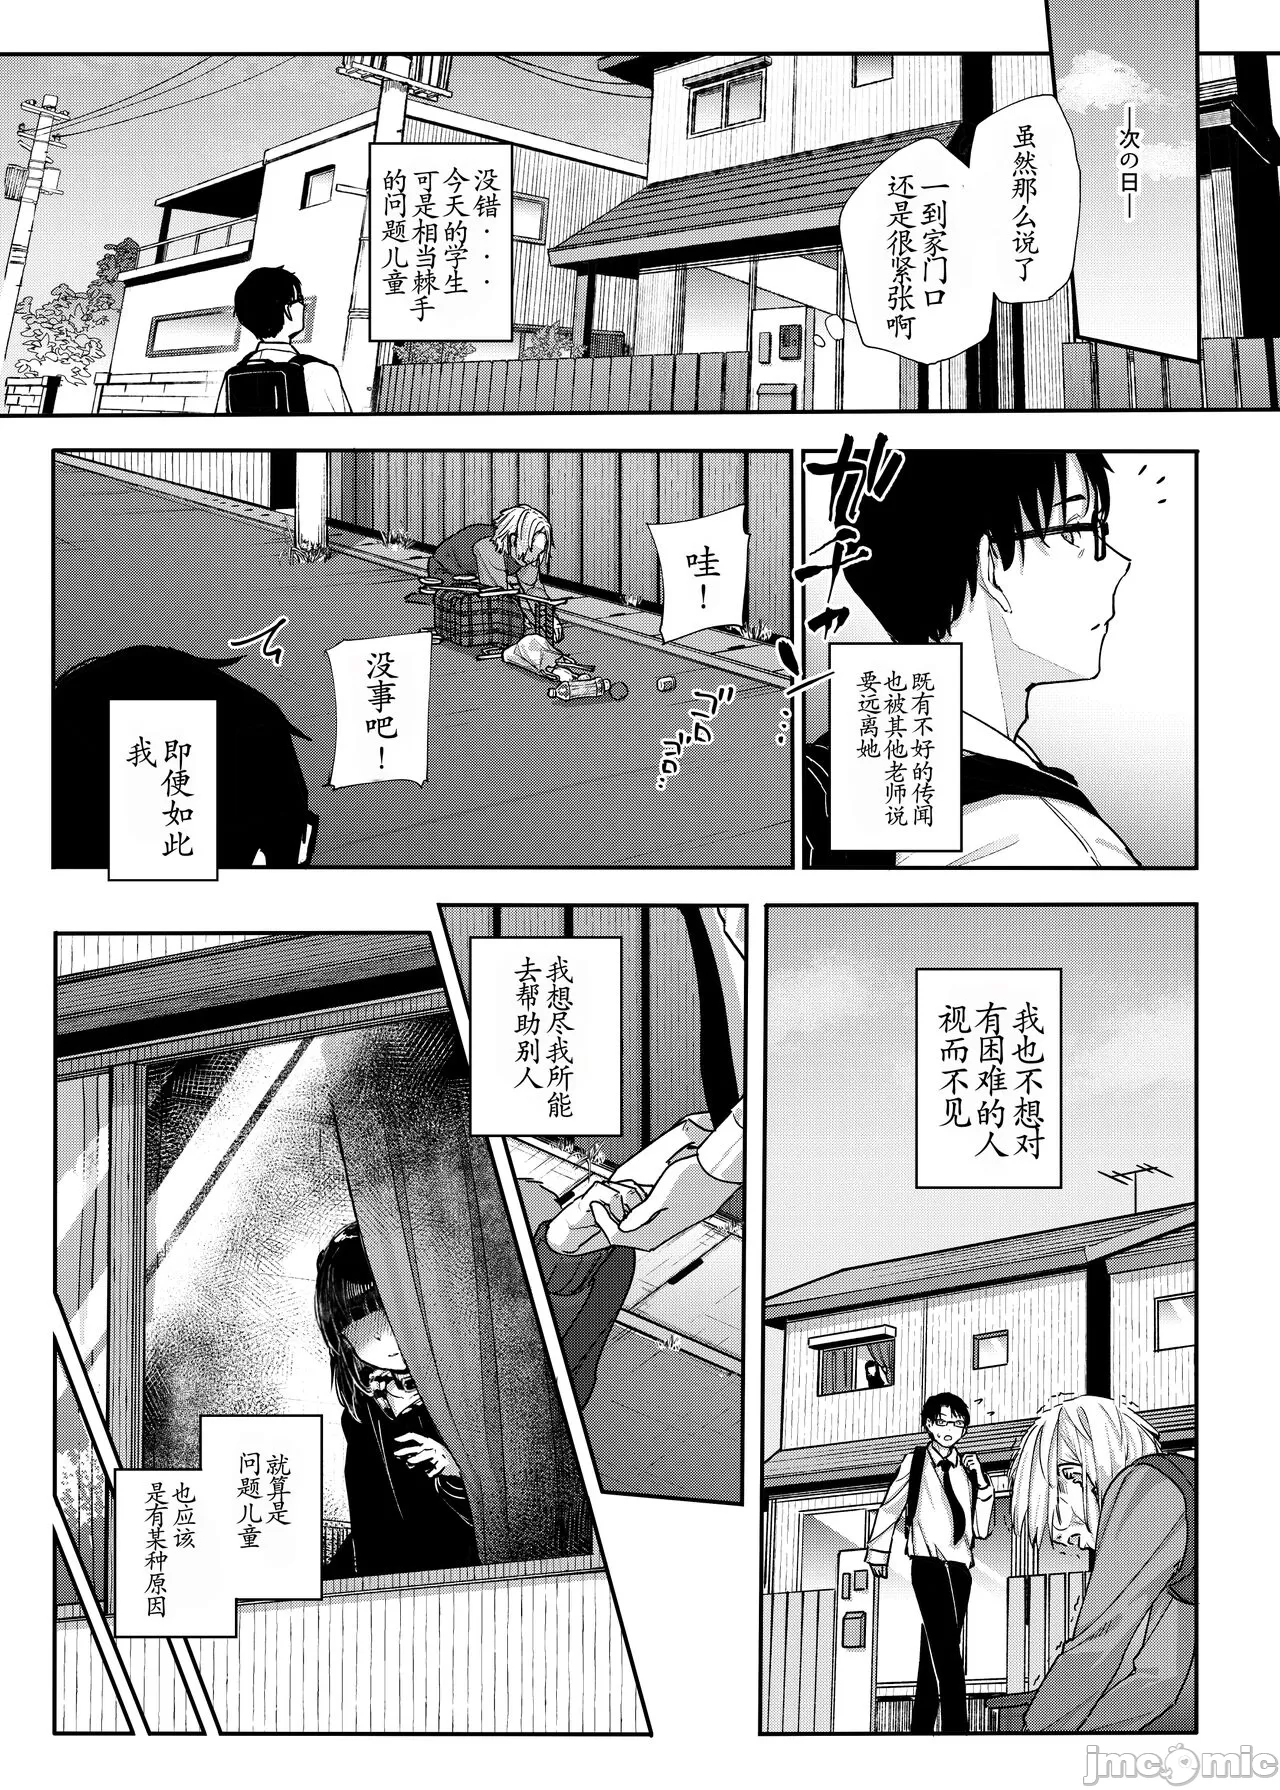 ―次の日―
虽然那么说了
一到家门口
还是很紧张啊
没错・・・
今天的学生
可是相当棘手
的问题儿童
ガチャ
既有不好的传闻
也被其他老师说
要远离她
哇！
没事吧！
コロ
コロ
即便如此
我
我也不想对
有困难的人
视而不见
我想尽我所能
去帮助别人
就算是
问题儿童
也应该
是有某种原因
jmcomic